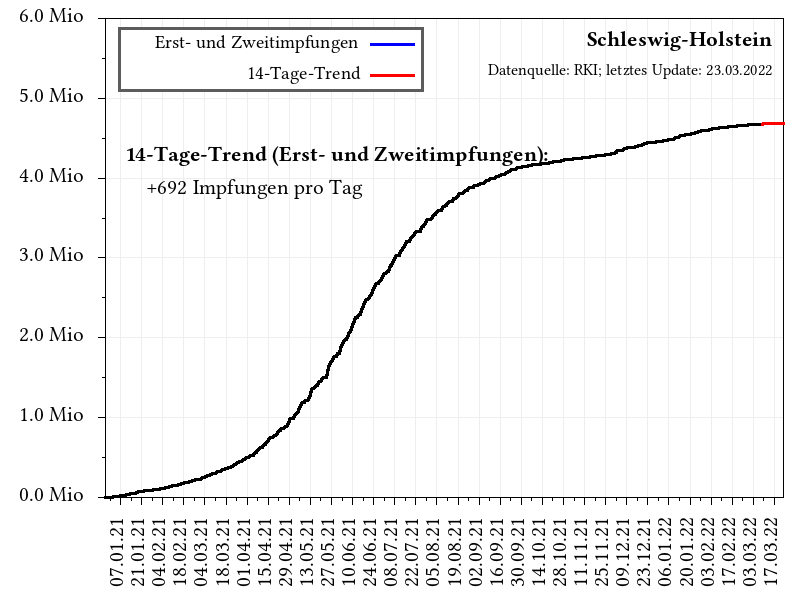 6.0 Mio
5.0 Mio
4.0 Mio
3.0 Mio
2.0 Mio
1.0 Mio
0.0 Mio
Erst- und Zweitimpfungen
14-Tage-Trend
Schleswig-Holstein
Datenquelle: RKI; letztes Update: 23.03.2022
14-Tage-Trend (Erst- und Zweitimpfungen):
+692 Impfungen pro Tag
07.01.21
21.01.21
04.02.21
18.02.21
04.03.21
18.03.21
01.04.21
15.04.21
29.04.21
13.05.21
27.05.21
10.06.21
24.06.21
08.07.21
22.07.21
05.08.21
19.08.21
02.09.21
16.09.21
30.09.21
14.10.21
28.10.21
11.11.21
25.11.21
09.12.21
23.12.21
06.01.22
20.01.22
03.02.22
17.02.22
03.03.22
17.03.22